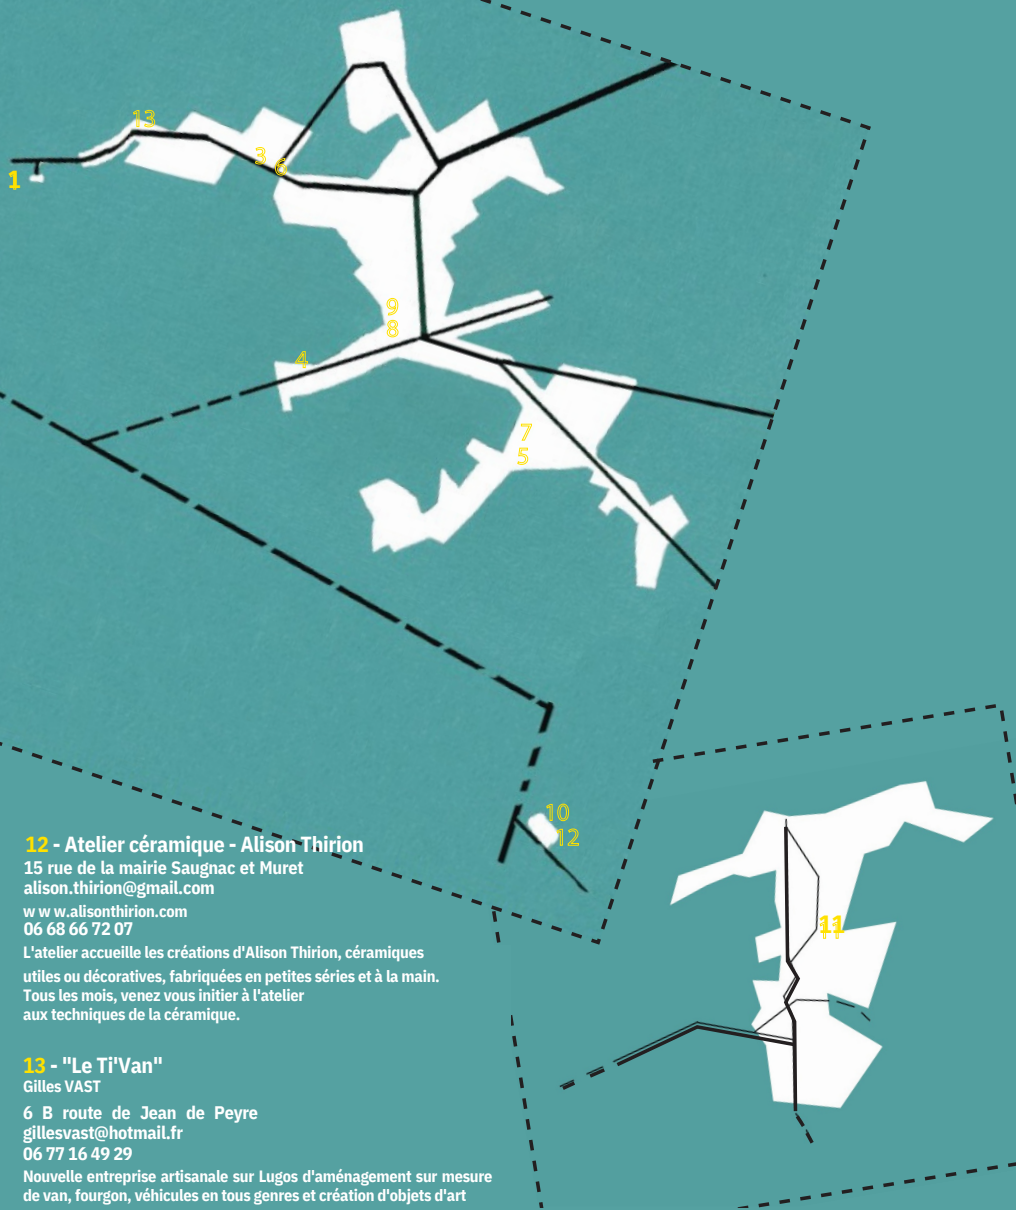 13
3
6
1
9
8
4
7
5
10
12
11
12 - Atelier céramique - Alison Thirion
15 rue de la mairie Saugnac et Muret
alison.thirion@gmail.com
w w w.alisonthirion.com
06 68 66 72 07
L'atelier accueille les créations d'Alison Thirion, céramiques
utiles ou décoratives, fabriquées en petites séries et à la main.
Tous les mois, venez vous initier à l'atelier
aux techniques de la céramique.
13 - "Le Ti'Van"
Gilles VAST
6 B route de Jean de Peyre
gillesvast@hotmail.fr
06 77 16 49 29
Nouvelle entreprise artisanale sur Lugos d'aménagement sur mesure
de van, fourgon, véhicules en tous genres et création d'objets d'art